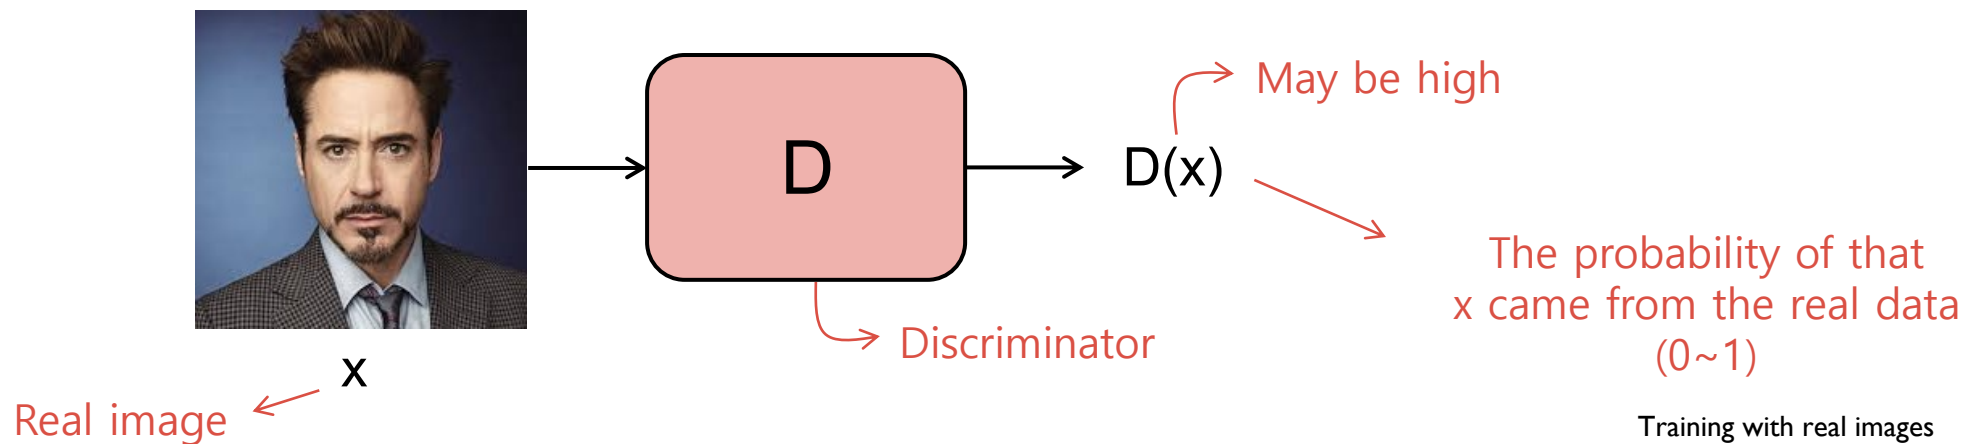 May be high
D
D(x)
The probability of that
x came from the real data
(0~1)
Discriminator
x
Real image
Training with real images